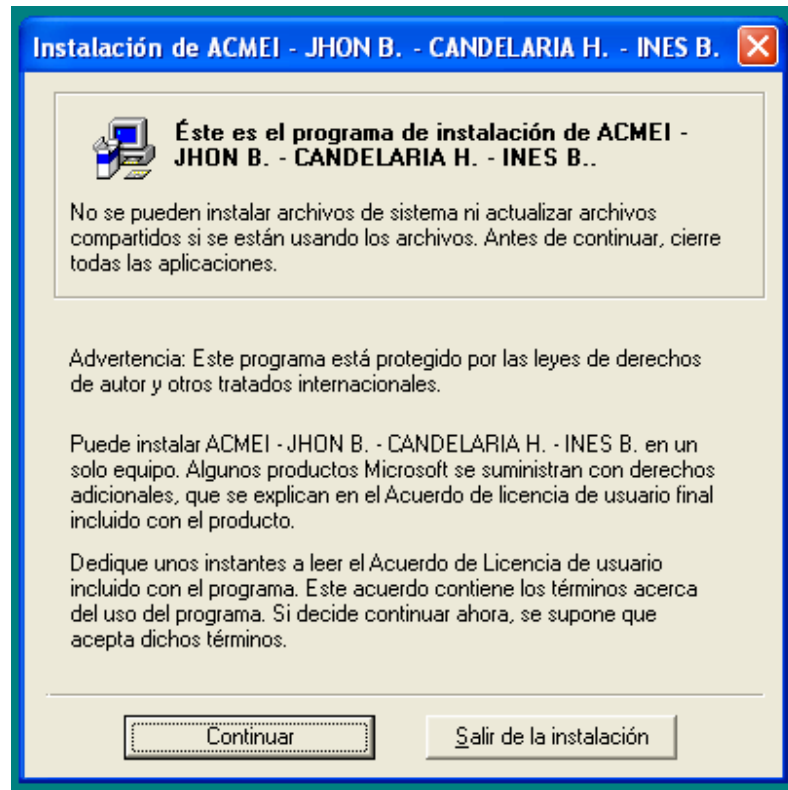 Instalación de ACMEI - JHON B. - CANDELARIA H. - INES B.
Éste es el programa de instalación de ACMEI -
JHON B. - CANDELARIA H. - INES B..
No se pueden instalar archivos de sistema ni actualizar archivos
compartidos si se están usando los archivos. Antes de continuar, cierre
todas las aplicaciones.
Advertencia: Este programa está protegido por las leyes de derechos
de autor y otros tratados internacionales.
Puede instalar ACMEI - JHON B. - CANDELARIA H. - INES B. en un
solo equipo. Algunos productos Microsoft se suministran con derechos
adicionales, que se explican en el Acuerdo de licencia de usuario final
incluido con el producto.
Dedique unos instantes a leer el Acuerdo de Licencia de usuario
incluido con el programa. Este acuerdo contiene los términos acerca
del uso del programa. Si decide continuar ahora, se supone que
acepta dichos términos.
Continuar
Salir de la instalación